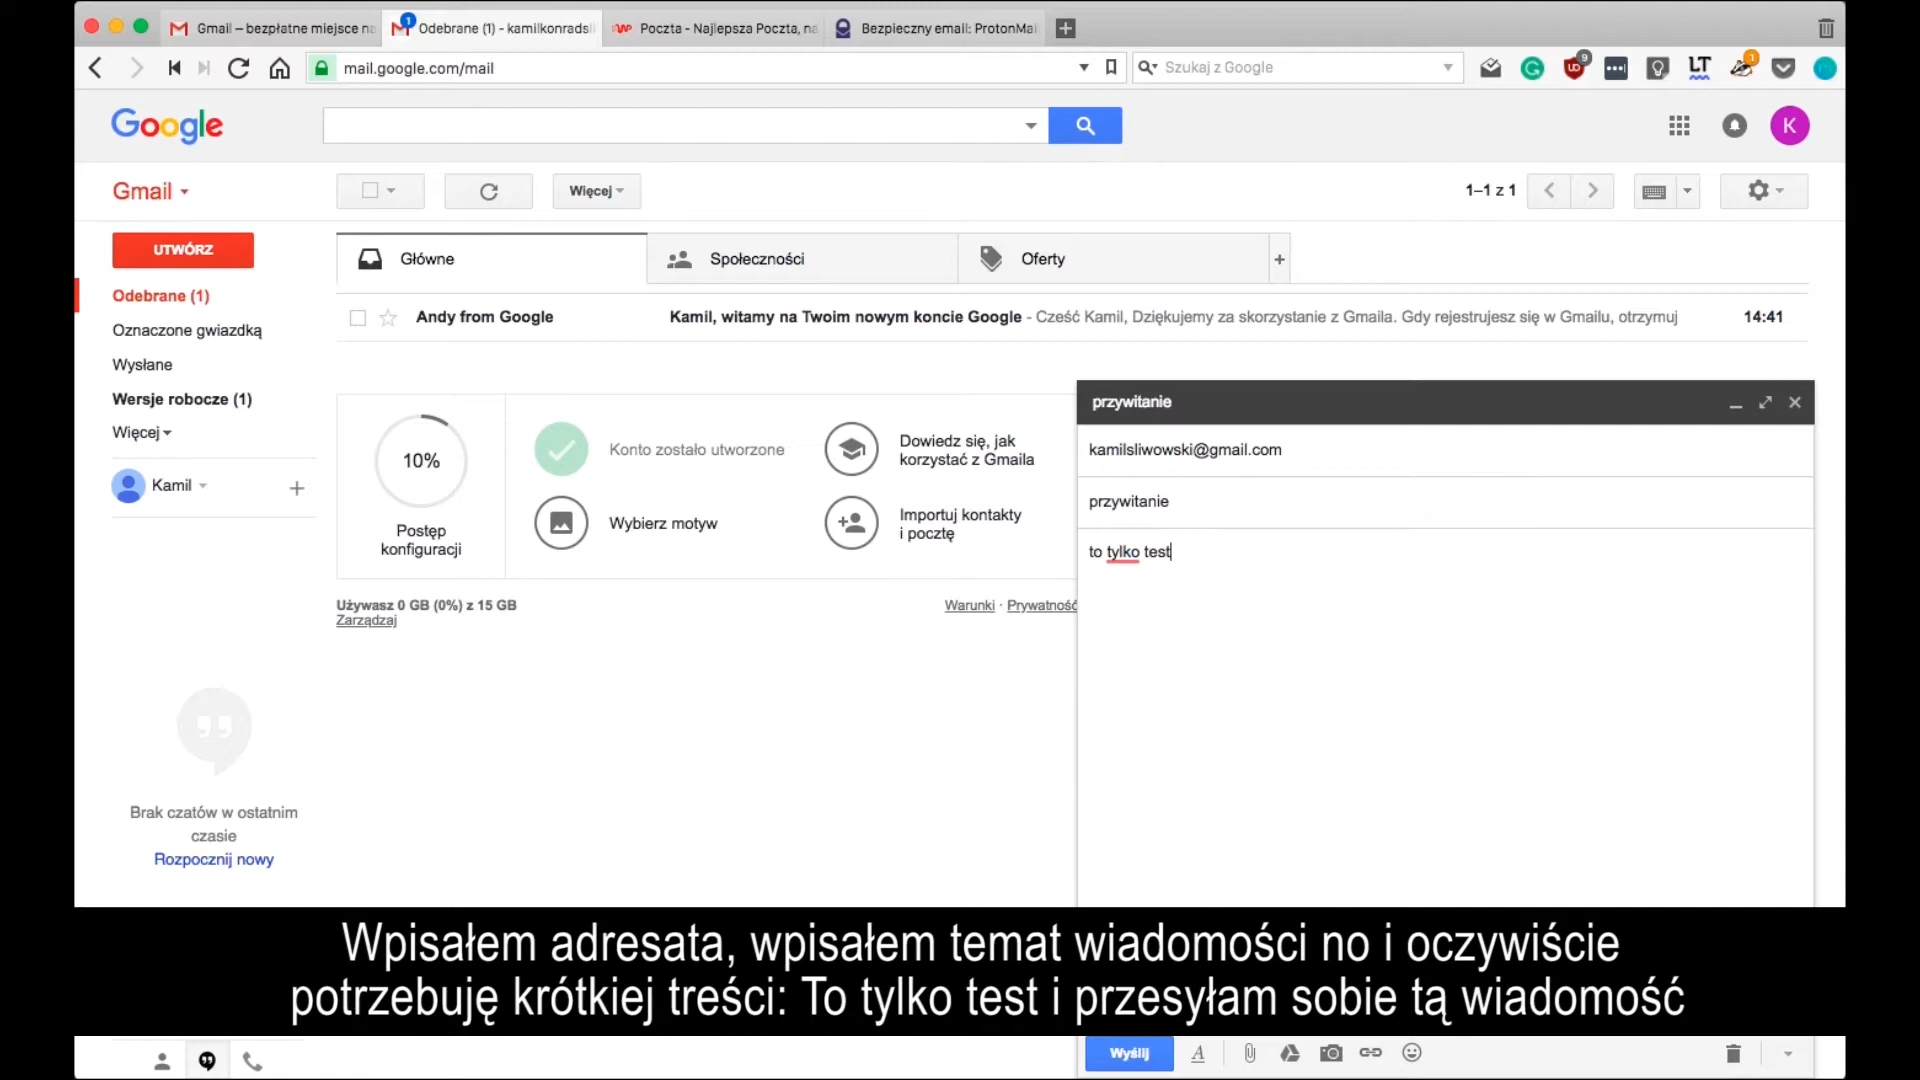 Gmail – bezpłatne miejsce na
Odebrane (1) - kamilkonradsli
Poczta - Najlepsza Poczta, na
Bezpieczny email: ProtonMai
mail.google.com/mail
Szukaj z Google
9
LT
1
Google
K
Gmail
Więcej
1–1 z 1
UTWÓRZ
Główne
Społeczności
Oferty
+
Odebrane (1)
Andy from Google
Kamil, witamy na Twoim nowym koncie Google - Cześć Kamil, Dziękujemy za skorzystanie z Gmaila. Gdy rejestrujesz się w Gmailu, otrzymuj
14:41
Oznaczone gwiazdką
Wysłane
Wersje robocze (1)
Więcej
Kamil
10%
Postęp
konfiguracji
Konto zostało utworzone
Wybierz motyw
Dowiedz się, jak
korzystać z Gmaila
Importuj kontakty
i pocztę
Używasz 0 GB (0%) z 15 GB
Zarządzaj
Warunki · Prywatność
przywitanie
kamilsliwowski@gmail.com
przywitanie
to tylko test
Brak czatów w ostatnim
czasie
Rozpocznij nowy
Wpisałem adresata, wpisałem temat wiadomości no i oczywiście
potrzebuję krótkiej treści: To tylko test i przesyłam sobie tą wiadomość
Wyślij